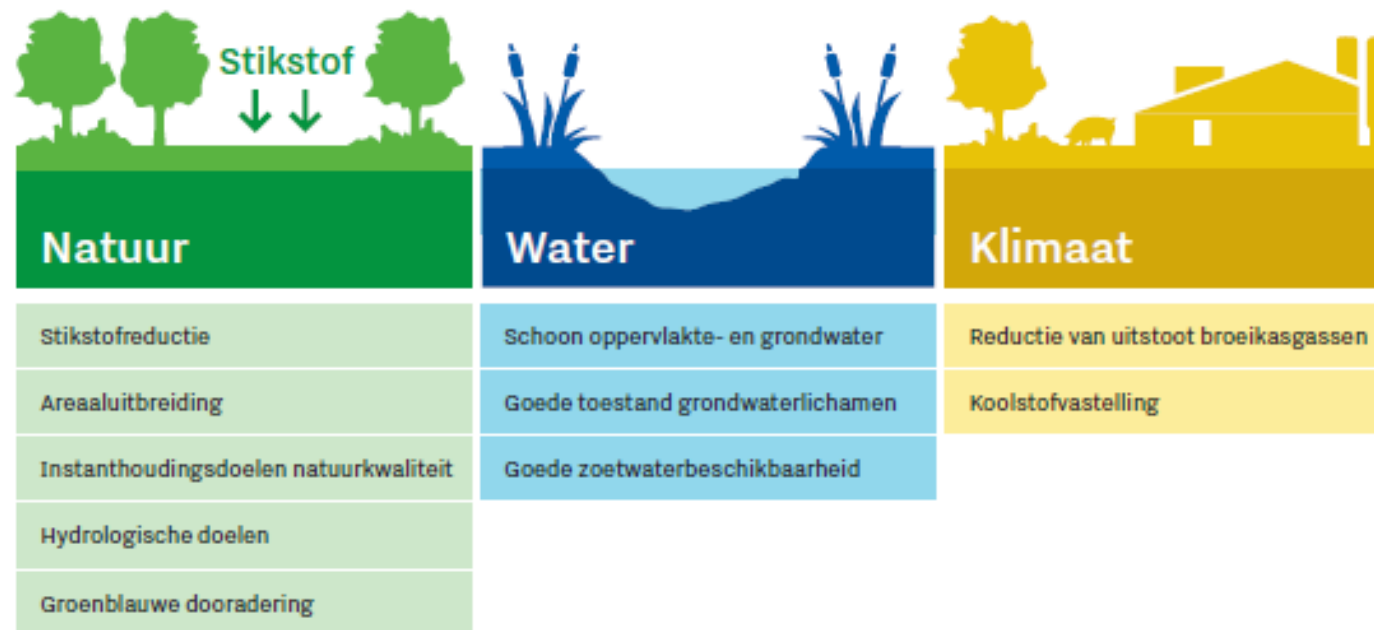 Stikstof
Natuur
Stikstofreductie
Areaaluitbreiding
Instanthoudingsdoelen natuurkwaliteit
Hydrologische doelen
Groenblauwe dooradering
Water
Schoon oppervlakte- en grondwater
Goede toestand grondwaterlichamen
Goede zoetwaterbeschikbaarheid
Klimaat
Reductie van uitstoot broeikasgassen
Koolstofvastelling